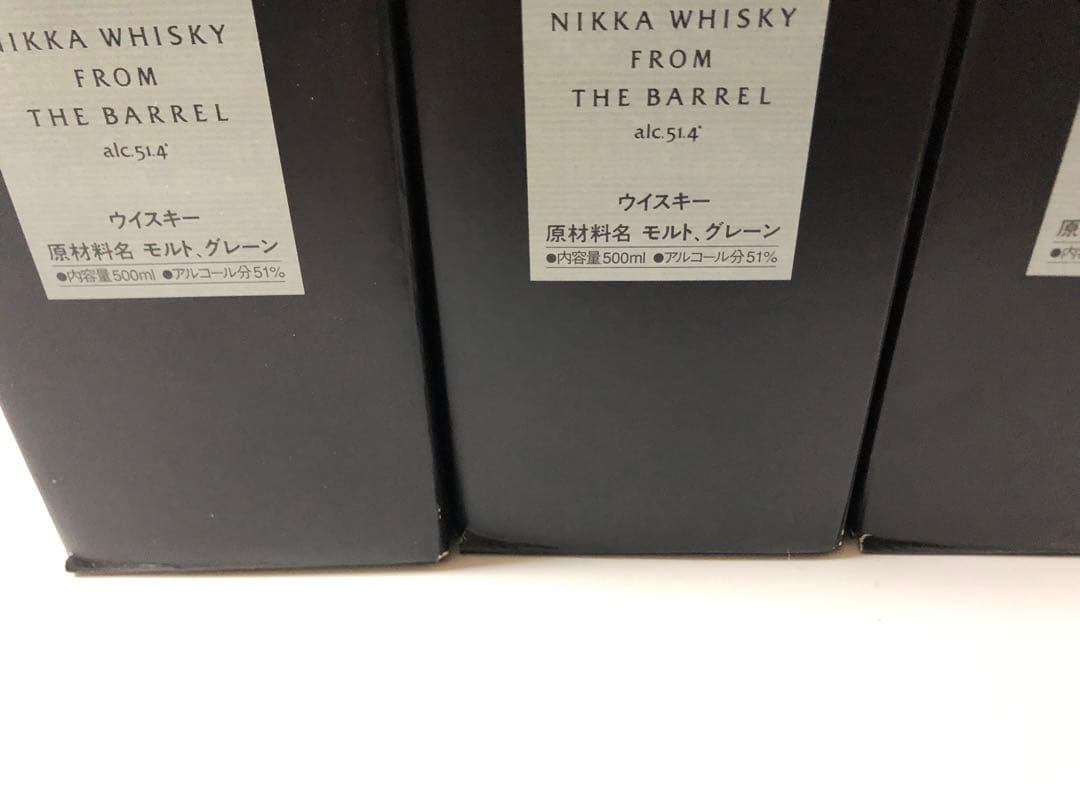 NIKKA WHISKY
FROM
THE BARREL
alc.51.4°
ウイスキー
原材料名 モルト、グレーン
●内容量500ml ●アルコール分51%
NIKKA WHISKY
FROM
THE BARREL
alc.51.4°
ウイスキー
原材料名 モルト、グレーン
●内容量500ml ●アルコール分51%
原
●内